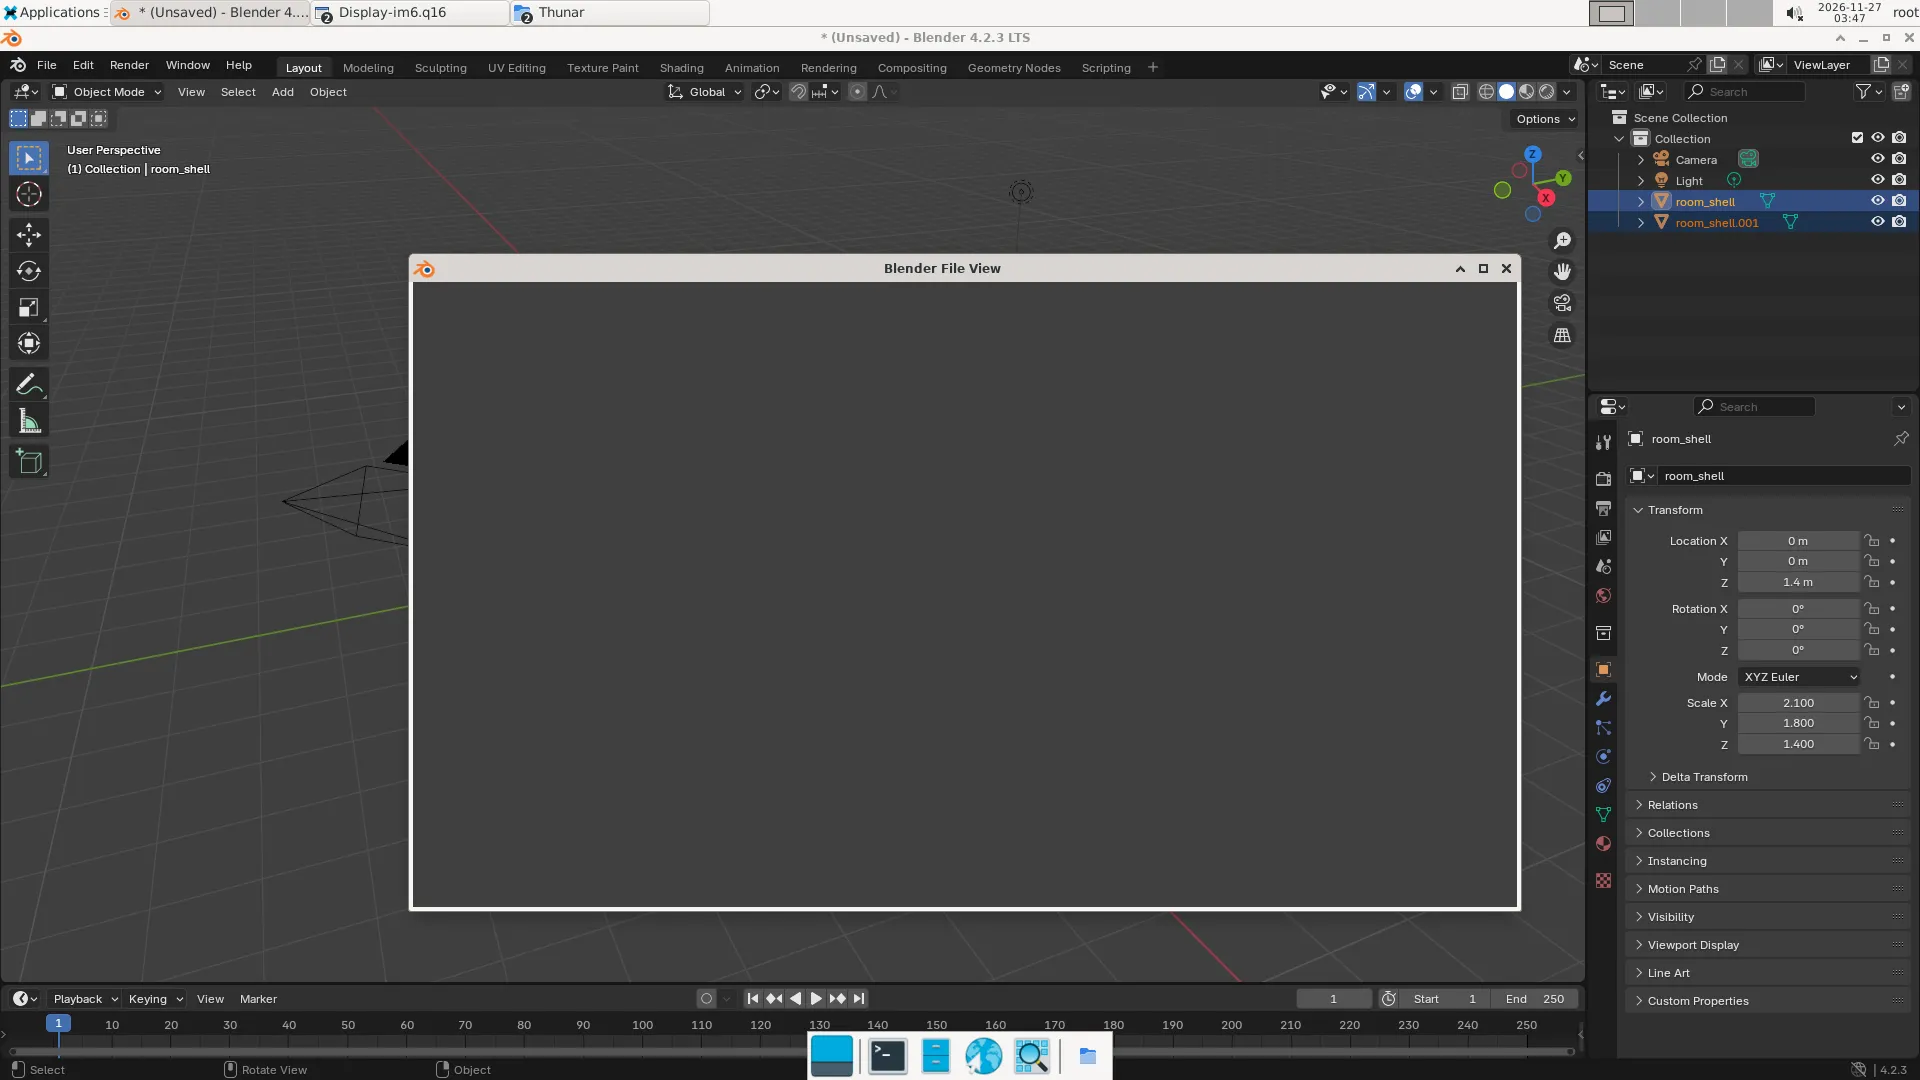 Applications
* (Unsaved) - Blender 4....
Display-im6.q16
Thunar
2026-11-27
03:47
root
* (Unsaved) - Blender 4.2.3 LTS
File
Edit
Render
Window
Help
Layout
Modeling
Sculpting
UV Editing
Texture Paint
Shading
Animation
Rendering
Compositing
Geometry Nodes
Scripting
Scene
ViewLayer
Object Mode
View
Select
Add
Object
Global
Search
Options
User Perspective
(1) Collection | room_shell
Z
Y
X
Scene Collection
Collection
Camera
Light
room_shell
room_shell.001
Blender File View
Search
room_shell
room_shell
Transform
Location X 0 m
Y 0 m
Z 1.4 m
Rotation X 0°
Y 0°
Z 0°
Mode XYZ Euler
Scale X 2.100
Y 1.800
Z 1.400
Delta Transform
Relations
Collections
Instancing
Motion Paths
Visibility
Viewport Display
Line Art
Custom Properties
Playback
Keying
View
Marker
1
Start 1
End 250
1 10 20 30 40 50 60 70 80 90 100 110 120 130 140 150 160 170 180 190 200 210 220 230 240 250
Select
Rotate View
Object
4.2.3